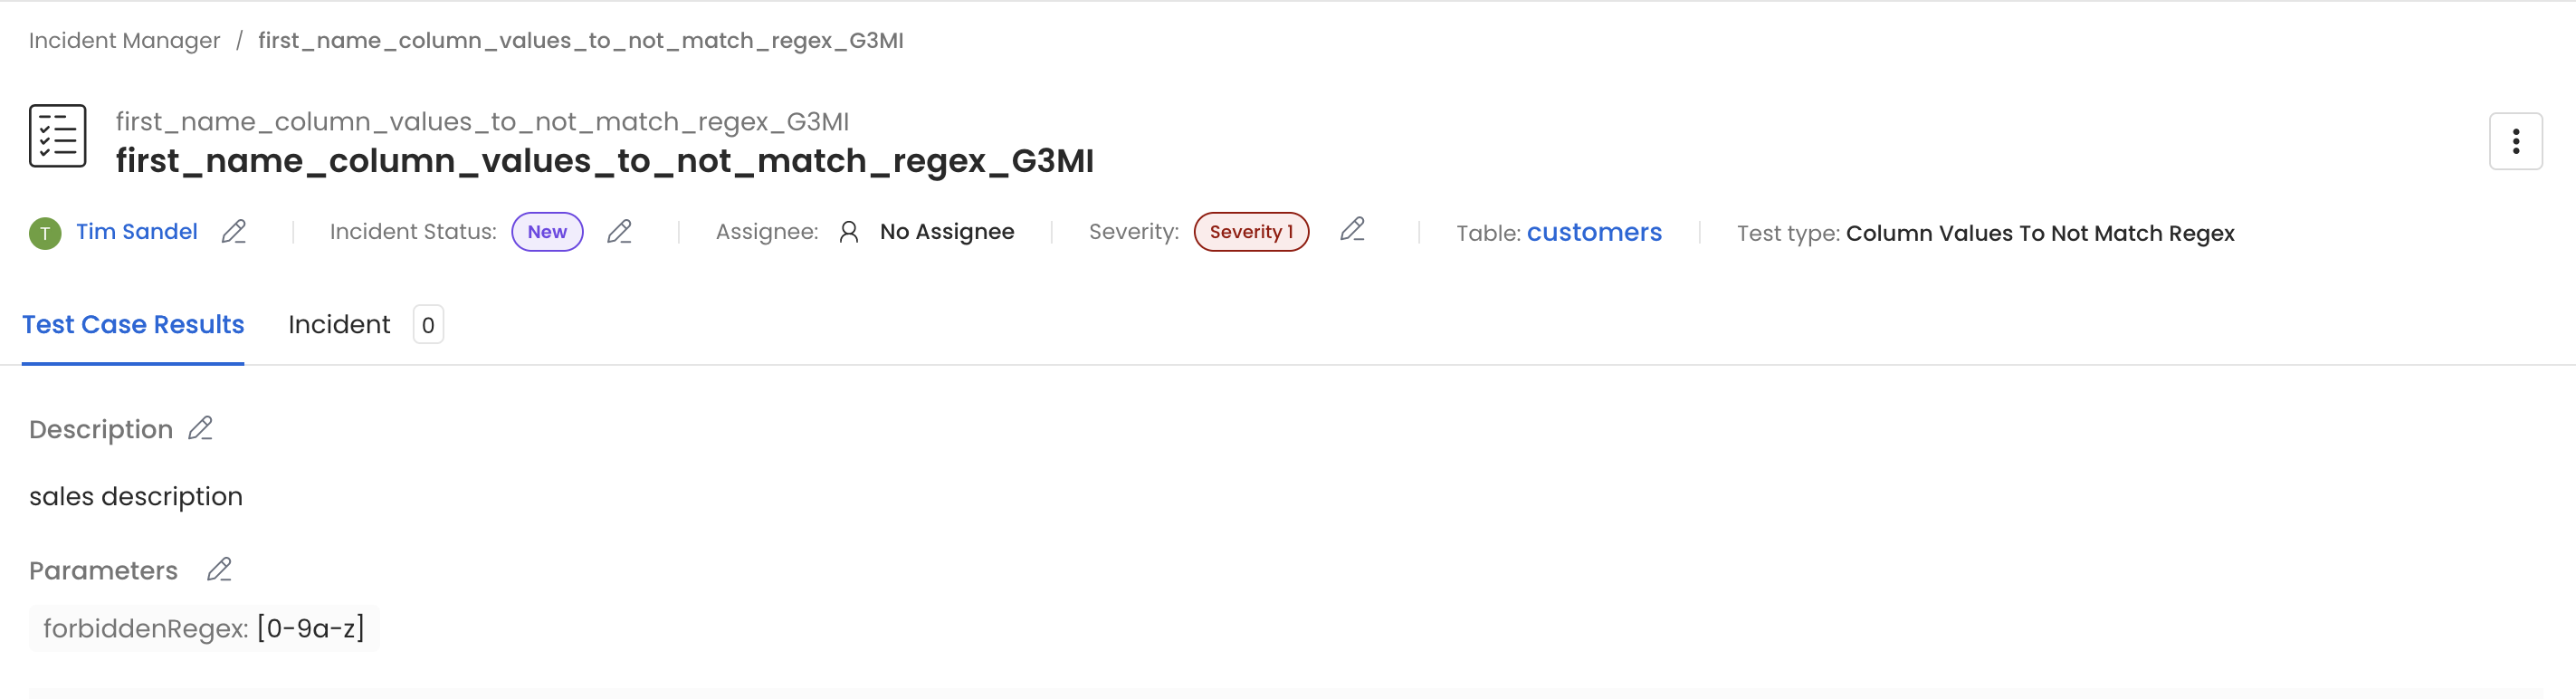 Incident Manager / first_name_column_values_to_not_match_regex_G3MI
first_name_column_values_to_not_match_regex_G3MI
first_name_column_values_to_not_match_regex_G3MI
T Tim Sandel Incident Status: New Assignee: No Assignee Severity: Severity 1 Table: customers Test type: Column Values To Not Match Regex
Test Case Results Incident 0
Description
sales description
Parameters
forbiddenRegex: [0-9a-z]